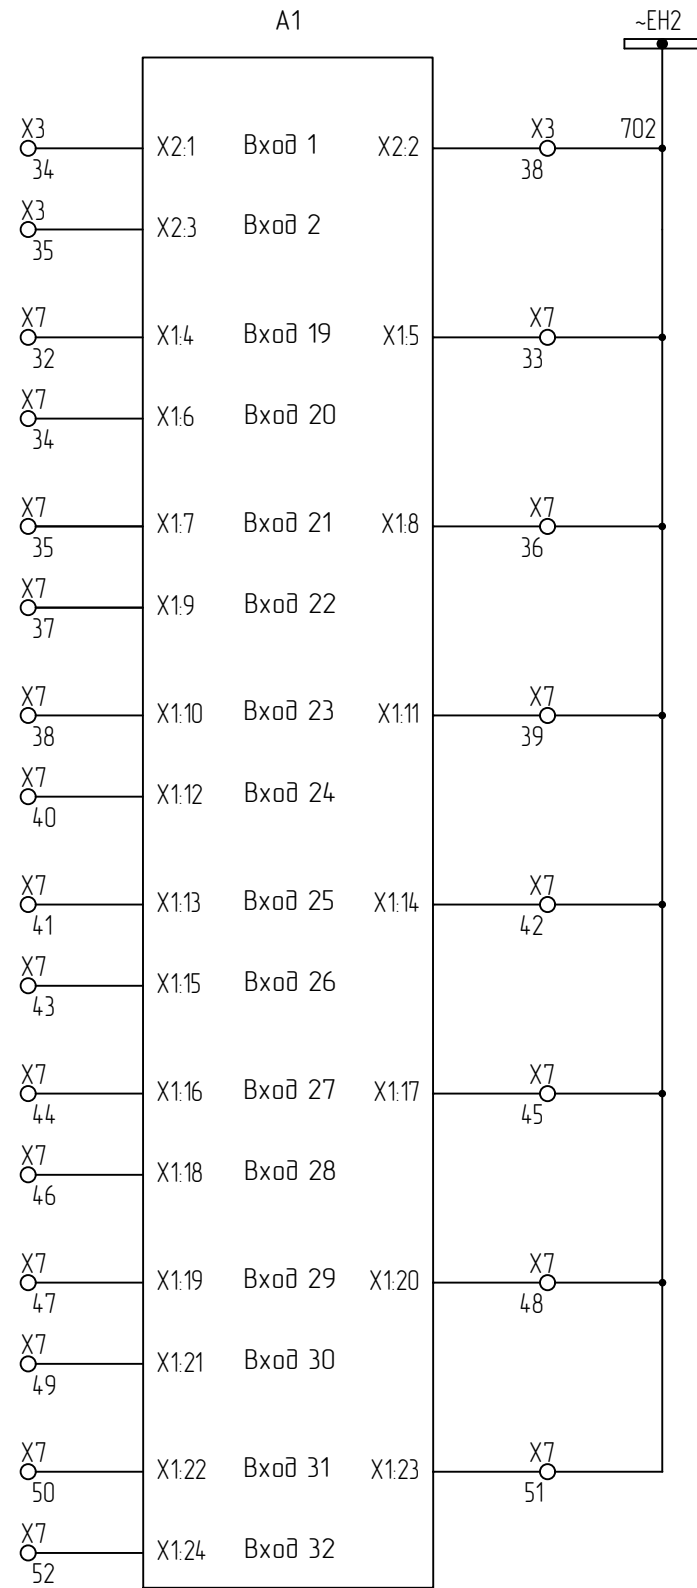 A1
~EH2
X3
X2:1 Вход 1 X2:2
X3
702
34
38
X3
X2:3 Вход 2
35
X7
X1:4 Вход 19 X1:5
X7
32
33
X7
X1:6 Вход 20
34
X7
X1:7 Вход 21 X1:8
X7
35
36
X7
X1:9 Вход 22
37
X7
X1:10 Вход 23 X1:11
X7
38
39
X7
X1:12 Вход 24
40
X7
X1:13 Вход 25 X1:14
X7
41
42
X7
X1:15 Вход 26
43
X7
X1:16 Вход 27 X1:17
X7
44
45
X7
X1:18 Вход 28
46
X7
X1:19 Вход 29 X1:20
X7
47
48
X7
X1:21 Вход 30
49
X7
X1:22 Вход 31 X1:23
X7
50
51
X7
X1:24 Вход 32
52